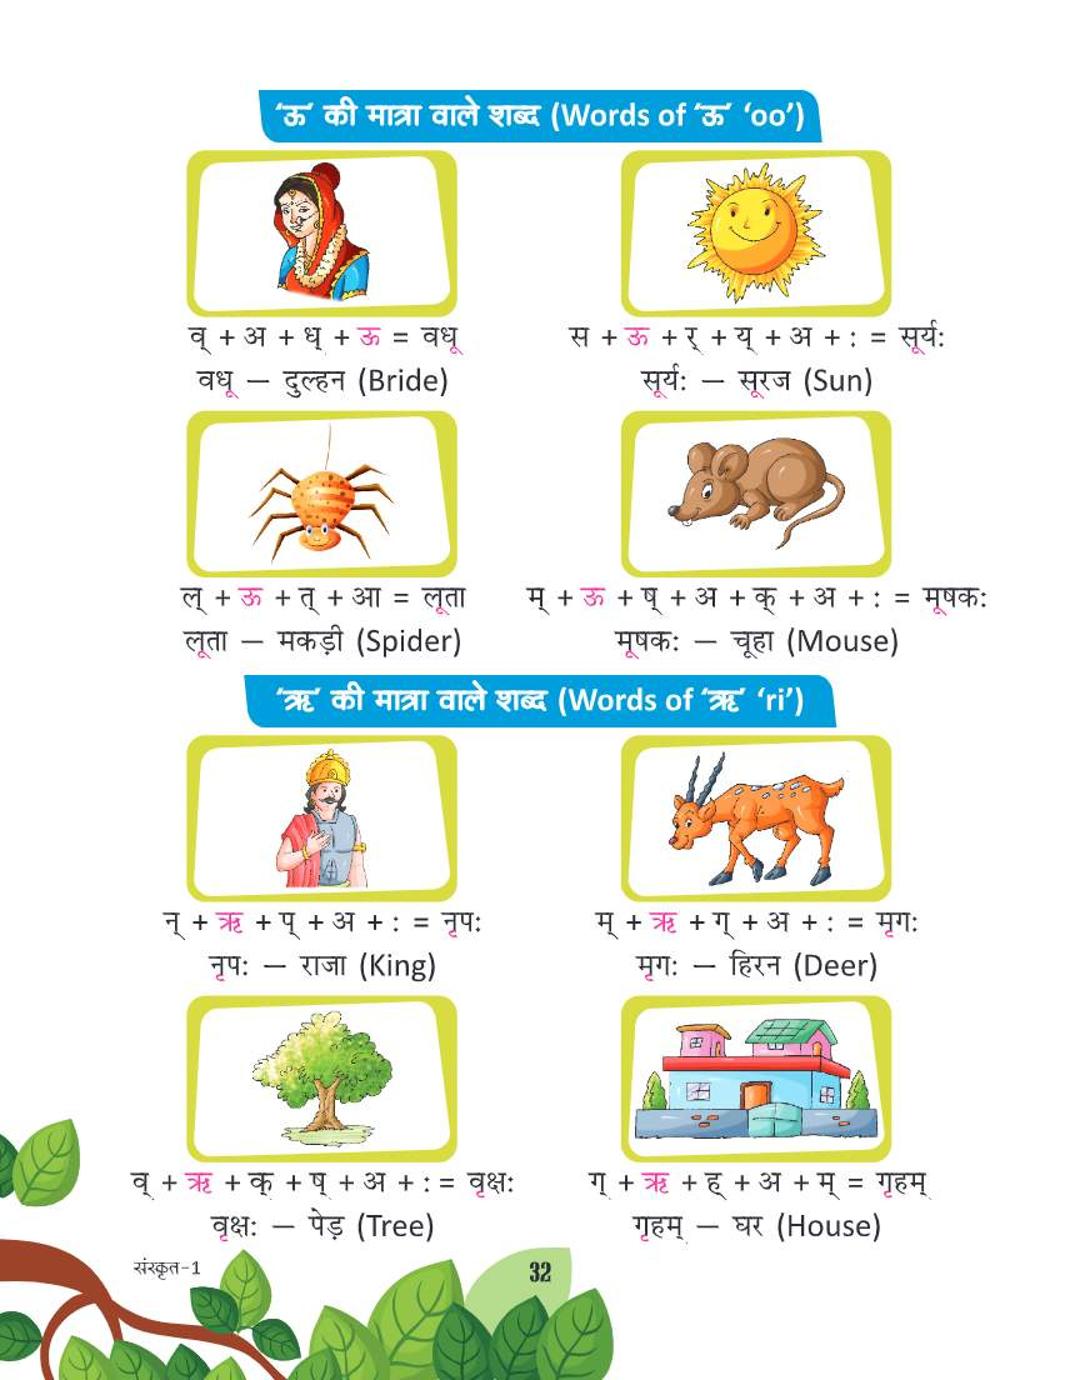 ‘ऊ’ की मात्रा वाले शब्द (Words of ‘ऊ’ ‘oo’)
व् + अ + ध् + ऊ = वधू
वधू — दुल्हन (Bride)
स + ऊ + र् + य् + अ + : = सूर्य:
सूर्य: — सूरज (Sun)
ल् + ऊ + त् + आ = लूता
लूता — मकड़ी (Spider)
म् + ऊ + ष् + अ + क् + अ + : = मूषक:
मूषक: — चूहा (Mouse)
‘ऋ’ की मात्रा वाले शब्द (Words of ‘ऋ’ ‘ri’)
न् + ऋ + प् + अ + : = नृप:
नृप: — राजा (King)
म् + ऋ + ग् + अ + : = मृग:
मृग: — हिरन (Deer)
व् + ऋ + क् + ष् + अ + : = वृक्ष:
वृक्ष: — पेड़ (Tree)
ग् + ऋ + ह् + अ + म् = गृहम्
गृहम् — घर (House)
संस्कृत-1
32